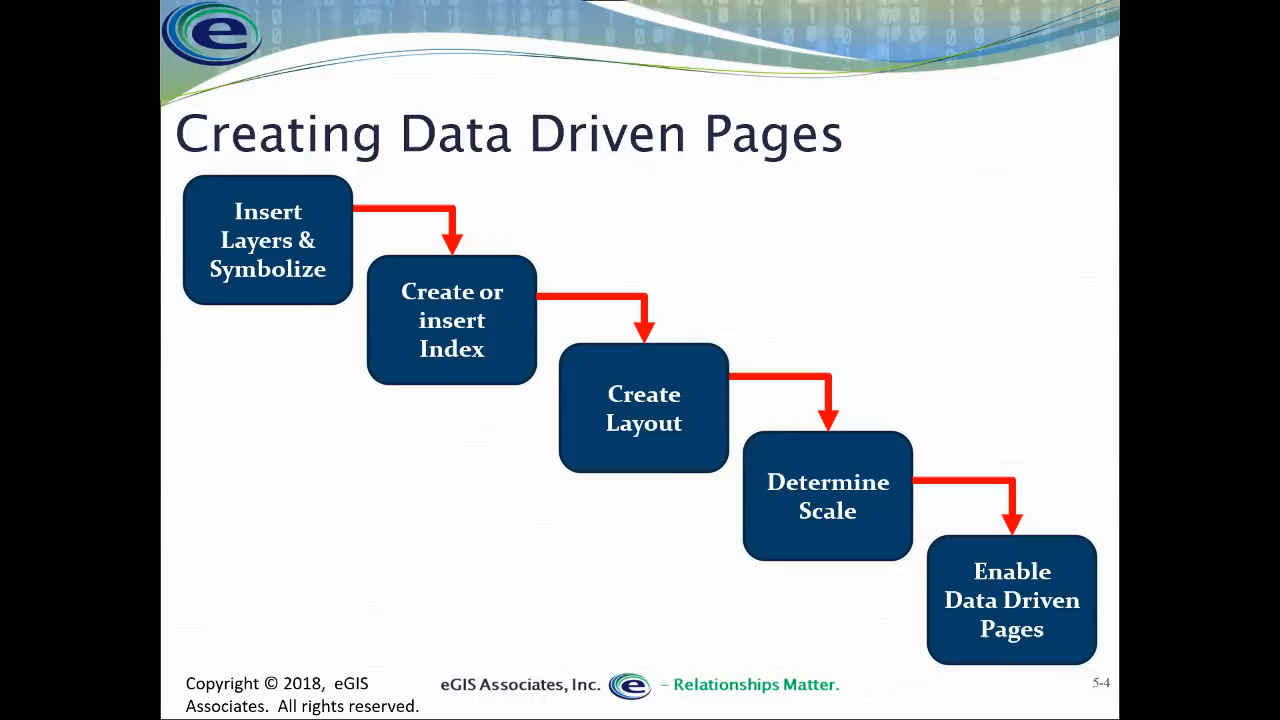 Creating Data Driven Pages
Insert
Layers &
Symbolize
Create or
insert
Index
Create
Layout
Determine
Scale
Enable
Data Driven
Pages
Copyright © 2018, eGIS
Associates. All rights reserved.
eGIS Associates, Inc. e – Relationships Matter.
5-4